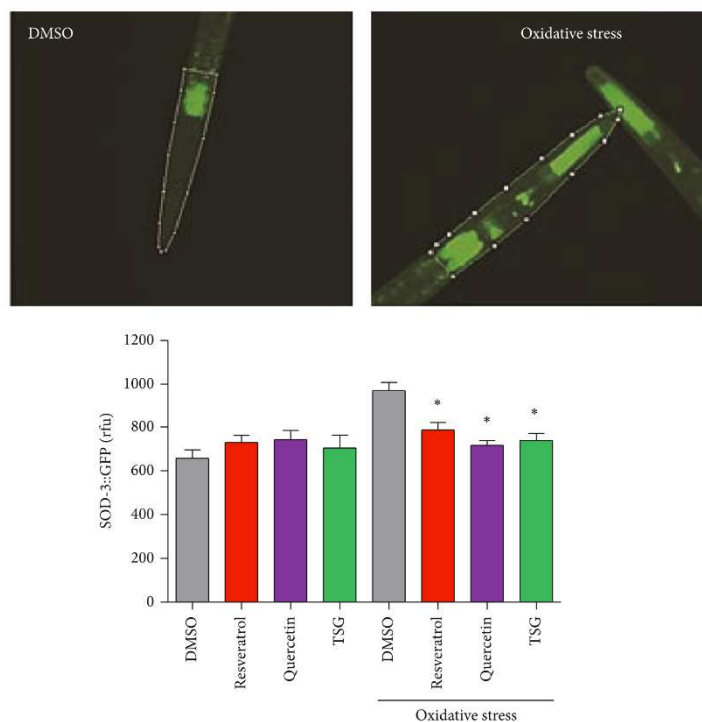 DMSO
Oxidative stress
SOD-3::GFP (rfu)
1200
1000
800
600
400
200
0
*
*
*
DMSO
Resveratrol
Quercetin
TSG
DMSO
Resveratrol
Quercetin
TSG
Oxidative stress